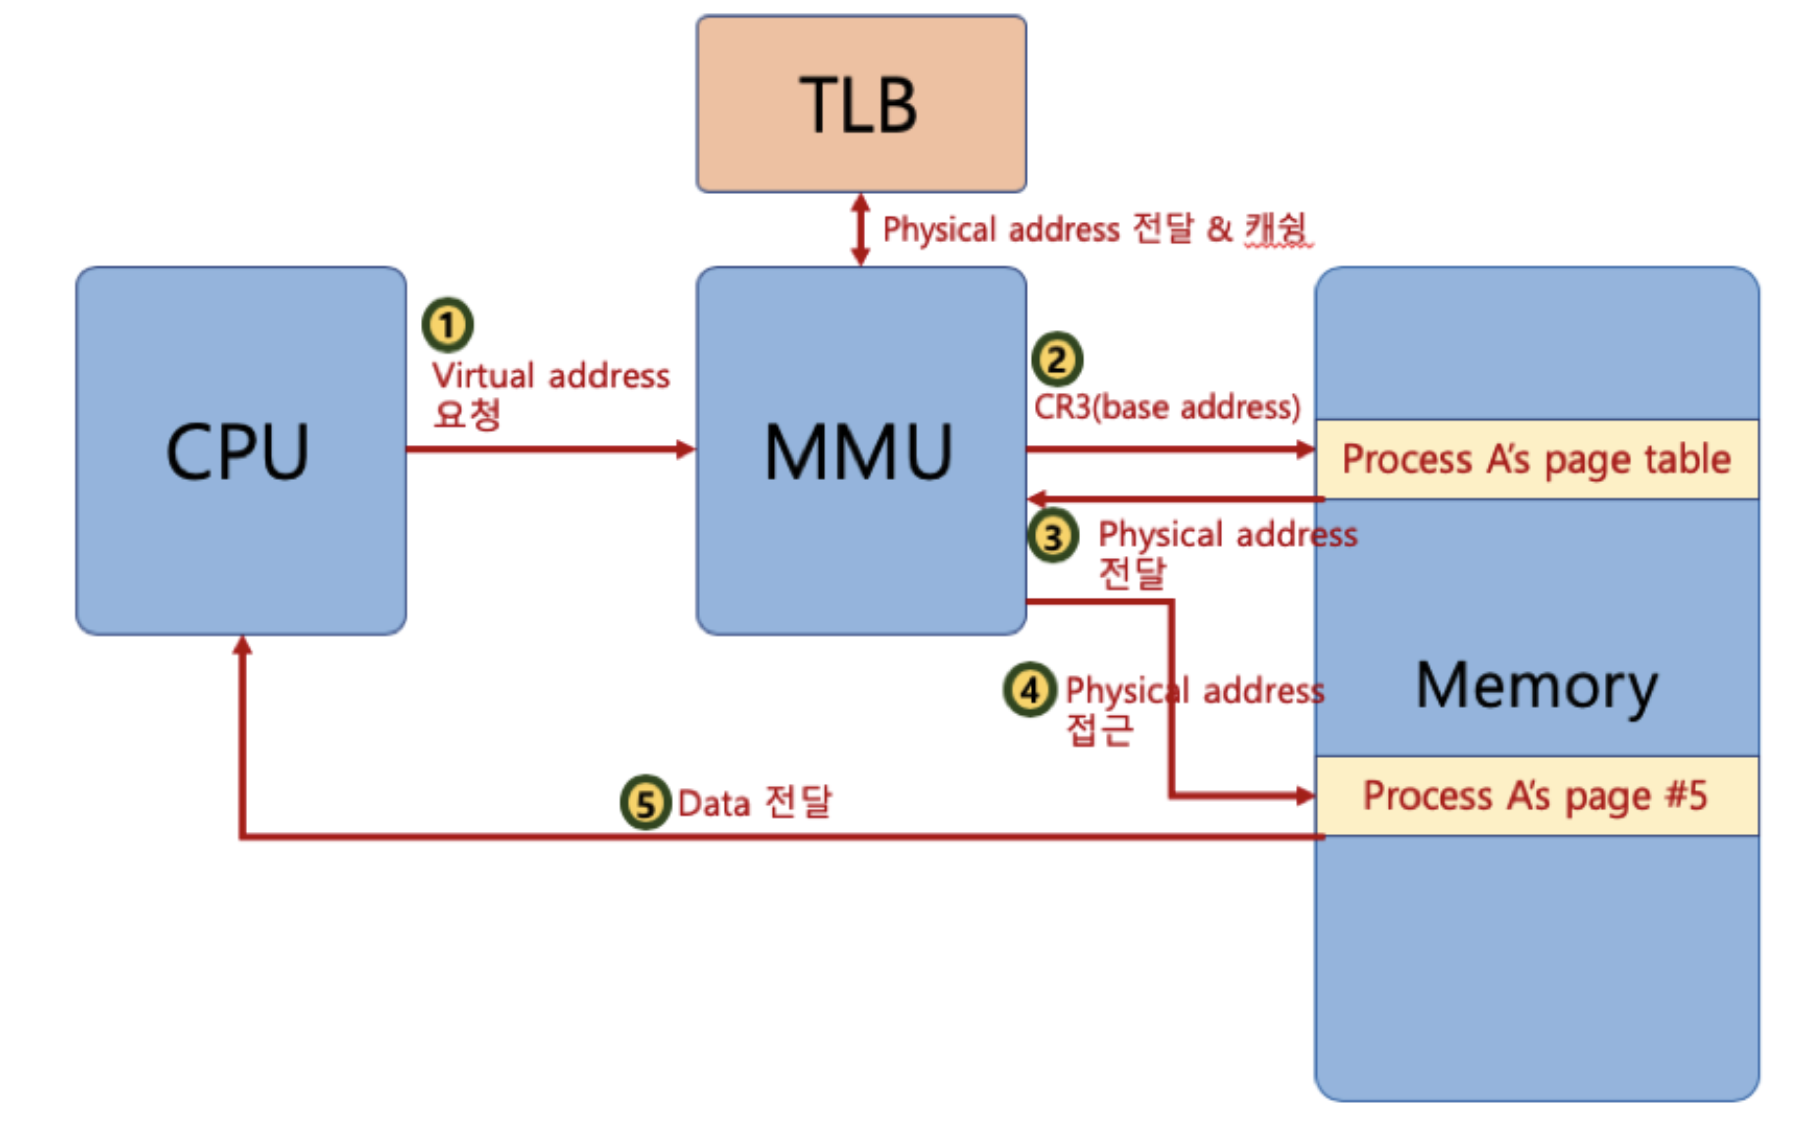 TLB
Physical address 전달 & 캐슁
CPU
1
Virtual address
요청
MMU
2
CR3(base address)
Process A's page table
3
Physical address
전달
Memory
4
Physical address
접근
Process A's page #5
5
Data 전달